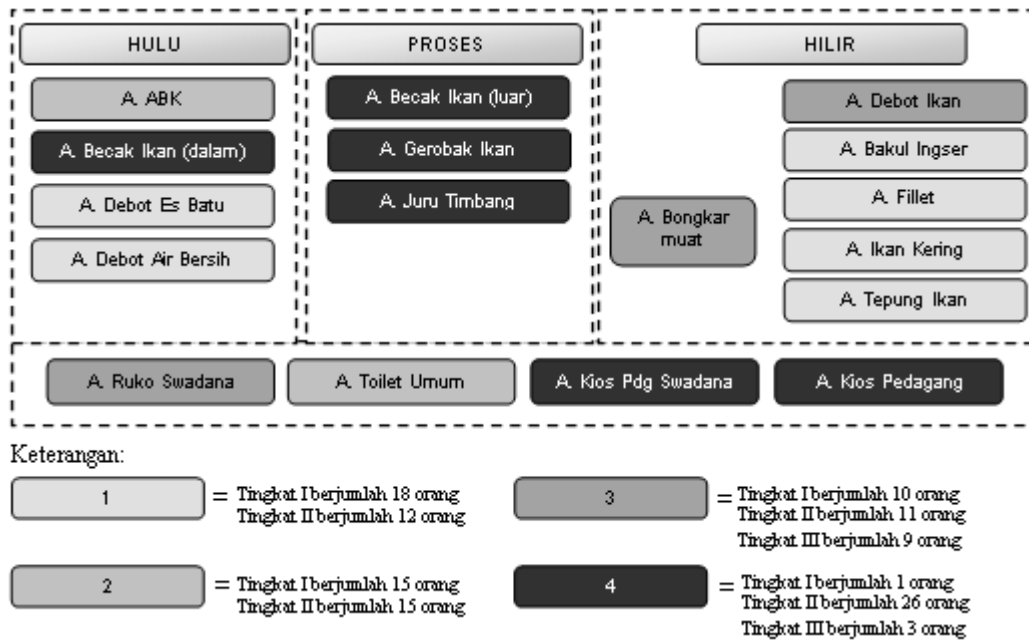 HULU
PROSES
HILIR
A. ABK
A. Becak Ikan (dalam)
A. Debot Es Batu
A. Debot Air Bersih
A. Becak Ikan (luar)
A. Gerobak Ikan
A. Juru Timbang
A. Bongkar
muat
A. Debot Ikan
A. Bakul Ingser
A. Fillet
A. Ikan Kering
A. Tepung Ikan
A. Ruko Swadana
A. Toilet Umum
A. Kios Pdg Swadana
A. Kios Pedagang
Keterangan:
1
= Tingkat I berjumlah 18 orang
Tingkat II berjumlah 12 orang
2
= Tingkat I berjumlah 15 orang
Tingkat II berjumlah 15 orang
3
= Tingkat I berjumlah 10 orang
Tingkat II berjumlah 11 orang
Tingkat III berjumlah 9 orang
4
= Tingkat I berjumlah 1 orang
Tingkat II berjumlah 26 orang
Tingkat III berjumlah 3 orang